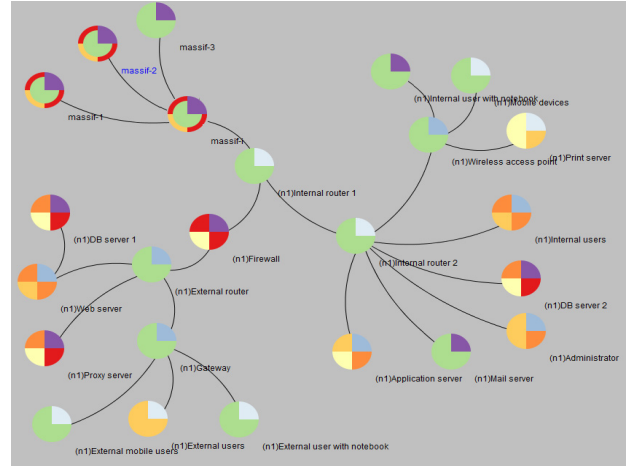 massif-3
massif-2
massif-1
(n1)Internal user with notebook
(n1)Mobile devices
massif-r
(n1)Wireless access point
(n1)Print server
(n1)Internal router 1
(n1)Internal users
(n1)DB server 1
(n1)Firewall
(n1)Internal router 2
(n1)External router
(n1)Web server
(n1)DB server 2
(n1)Administrator
(n1)Proxy server
(n1)Gateway
(n1)Application server
(n1)Mail server
(n1)External mobile users
(n1)External users
(n1)External user with notebook